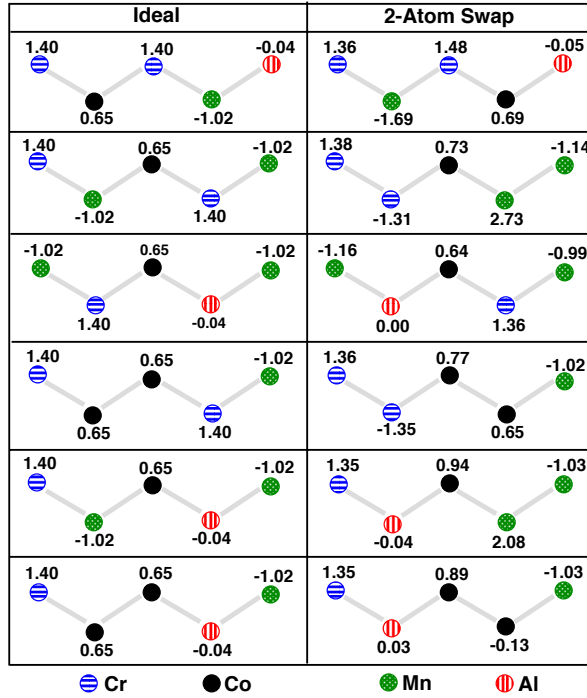 Ideal 2-Atom Swap
1.40 1.40 -0.04 1.36 1.48 -0.05
0.65 -1.02 -1.69 0.69
1.40 0.65 -1.02 1.38 0.73 -1.14
-1.02 1.40 -1.31 2.73
-1.02 0.65 -1.02 -1.16 0.64 -0.99
1.40 -0.04 0.00 1.36
1.40 0.65 -1.02 1.36 0.77 -1.02
0.65 1.40 -1.35 0.65
1.40 0.65 -1.02 1.35 0.94 -1.03
-1.02 -0.04 -0.04 2.08
1.40 0.65 -1.02 1.35 0.89 -1.03
0.65 -0.04 0.03 -0.13
Cr Co Mn Al